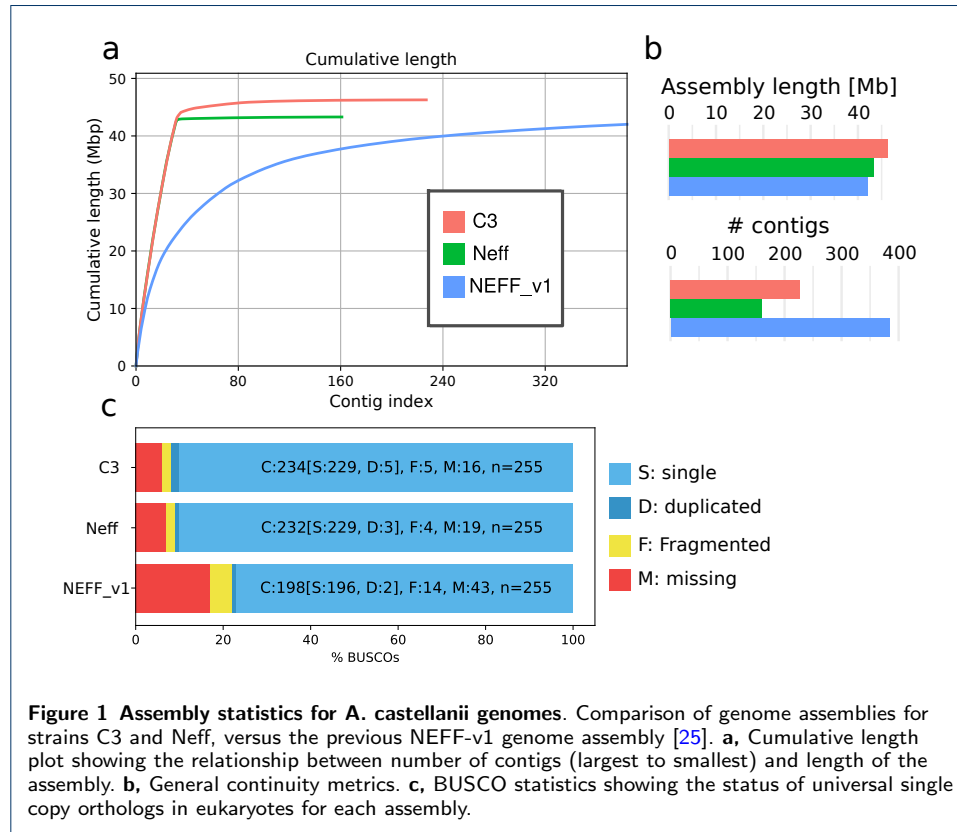 a
Cumulative length
Cumulative length (Mbp)
50
40
30
20
10
0
0 80 160 240 320
Contig index
C3
Neff
NEFF_v1
b
Assembly length [Mb]
0 10 20 30 40
# contigs
0 100 200 300 400
c
C3
C:234[S:229, D:5], F:5, M:16, n=255
Neff
C:232[S:229, D:3], F:4, M:19, n=255
NEFF_v1
C:198[S:196, D:2], F:14, M:43, n=255
0 20 40 60 80 100
% BUSCOs
S: single
D: duplicated
F: Fragmented
M: missing
Figure 1 Assembly statistics for A. castellanii genomes. Comparison of genome assemblies for
strains C3 and Neff, versus the previous NEFF-v1 genome assembly [25]. a, Cumulative length
plot showing the relationship between number of contigs (largest to smallest) and length of the
assembly. b, General continuity metrics. c, BUSCO statistics showing the status of universal single
copy orthologs in eukaryotes for each assembly.